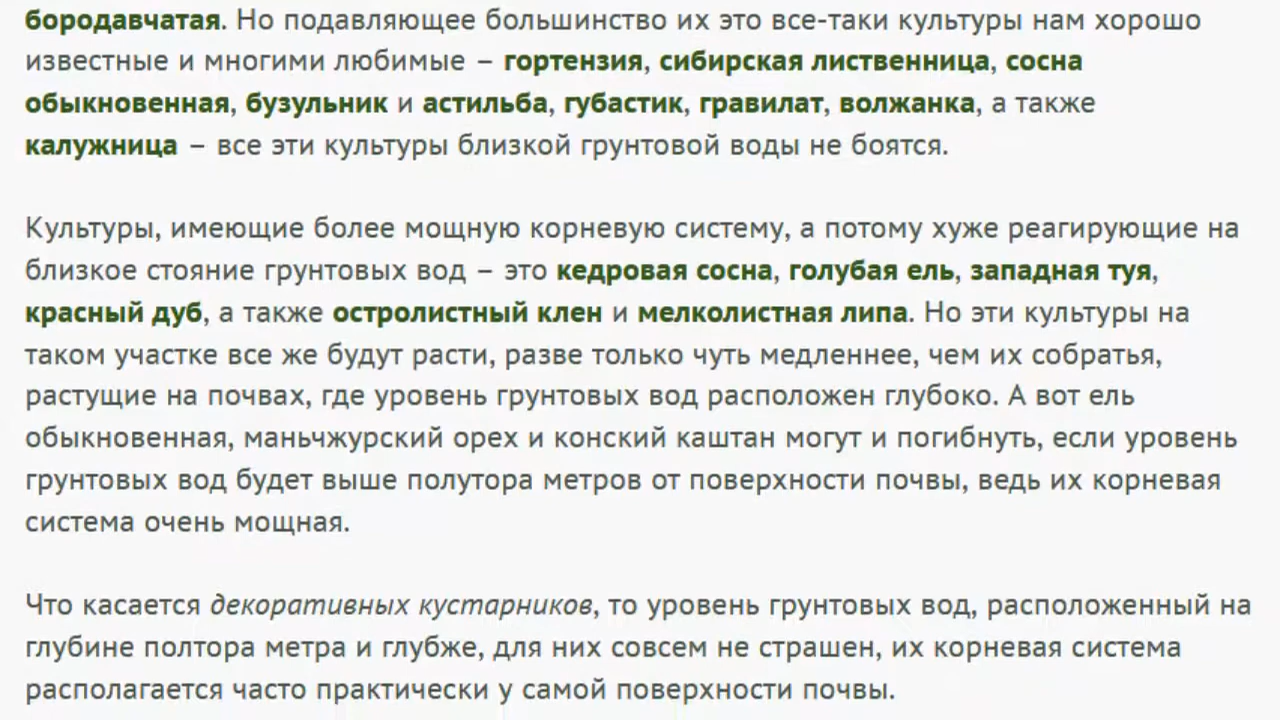 бородавчатая. Но подавляющее большинство их это все-таки культуры нам хорошо
известные и многими любимые – гортензия, сибирская лиственница, сосна
обыкновенная, бузульник и астильба, губастик, гравилат, волжанка, а также
калужница – все эти культуры близкой грунтовой воды не боятся.
Культуры, имеющие более мощную корневую систему, а потому хуже реагирующие на
близкое стояние грунтовых вод – это кедровая сосна, голубая ель, западная туя,
красный дуб, а также остролистный клен и мелколистная липа. Но эти культуры на
таком участке все же будут расти, разве только чуть медленнее, чем их собратья,
растущие на почвах, где уровень грунтовых вод расположен глубоко. А вот ель
обыкновенная, маньчжурский орех и конский каштан могут и погибнуть, если уровень
грунтовых вод будет выше полутора метров от поверхности почвы, ведь их корневая
система очень мощная.
Что касается декоративных кустарников, то уровень грунтовых вод, расположенный на
глубине полтора метра и глубже, для них совсем не страшен, их корневая система
располагается часто практически у самой поверхности почвы.